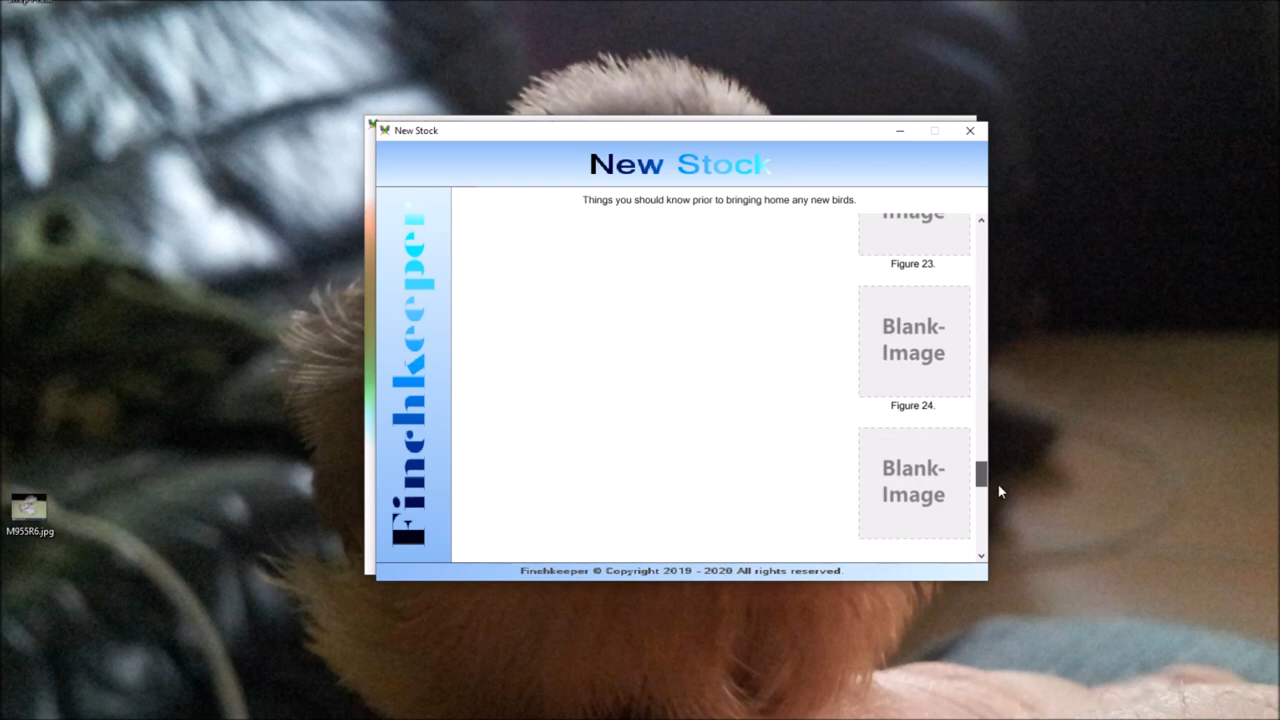 New Stock
New Stock
Things you should know prior to bringing home any new birds.
Finchkeeper
Image
Figure 23.
Blank-
Image
Figure 24.
Blank-
Image
M955R6.jpg
Finchkeeper © Copyright 2019 - 2020 All rights reserved.